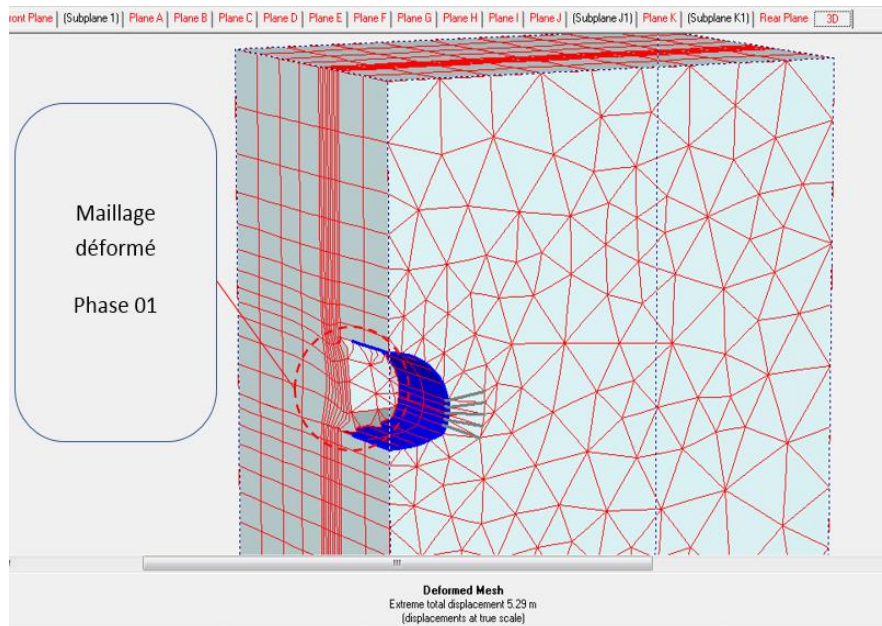 ront Plane (Subplane 1) Plane A Plane B Plane C Plane D Plane E Plane F Plane G Plane H Plane I Plane J (Subplane J1) Plane K (Subplane K1) Rear Plane 3D
Maillage
déformé
Phase 01
Deformed Mesh
Extreme total displacement 5.29 m
(displacements at true scale)